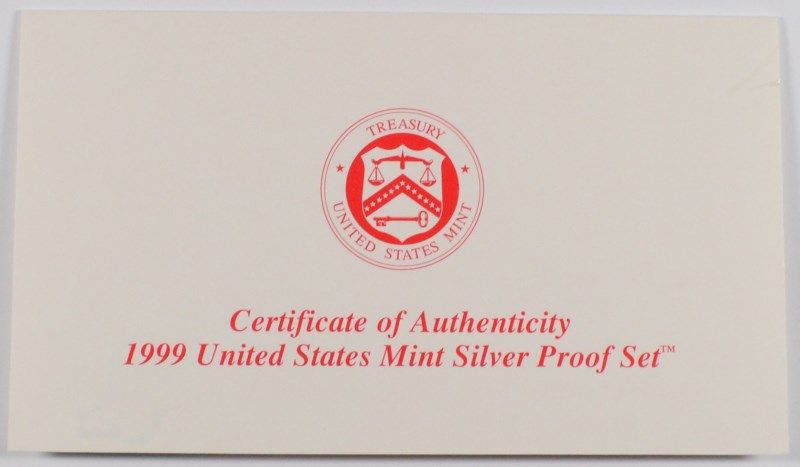 TREASURY
UNITED STATES MINT
Certificate of Authenticity
1999 United States Mint Silver Proof Set™